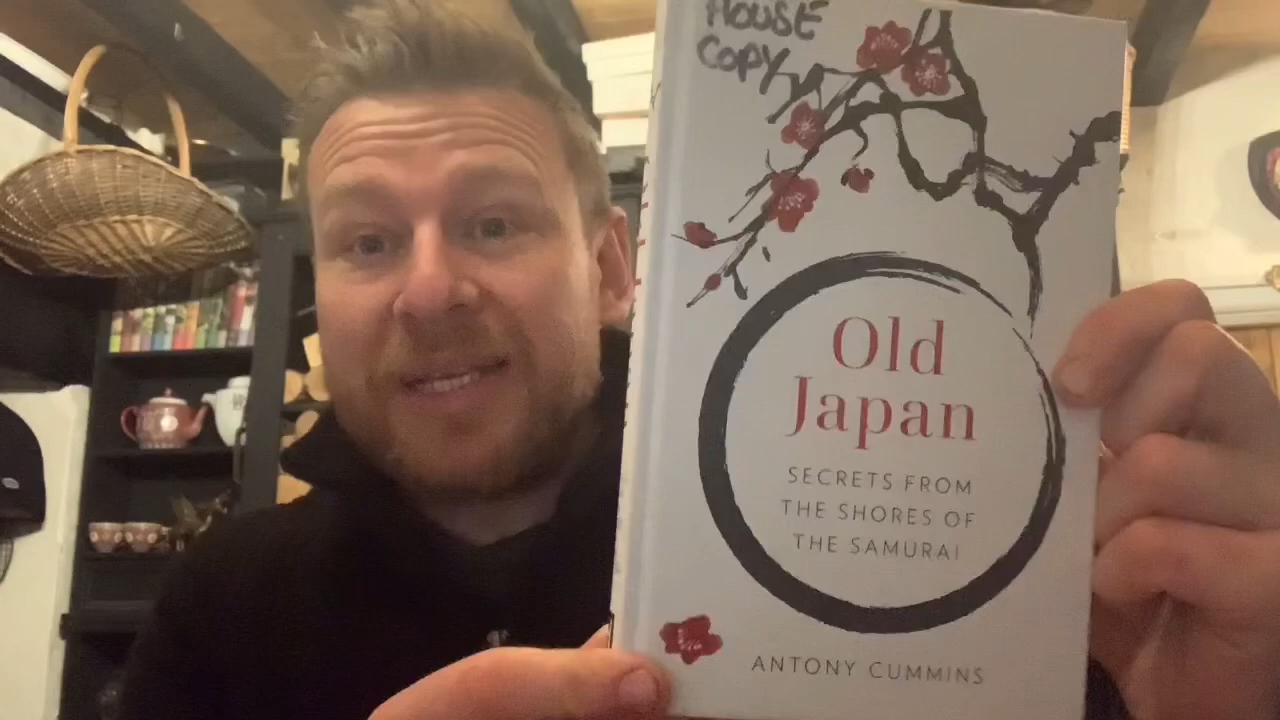 HOUSE
COPY
Old
Japan
SECRETS FROM
THE SHORES OF
THE SAMURAI
ANTONY CUMMINS